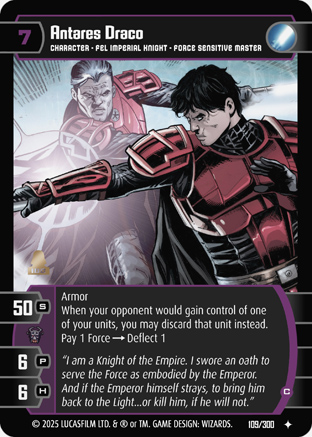 7
Antares Draco
CHARACTER · FEL IMPERIAL KNIGHT · FORCE SENSITIVE MASTER
50 S
6 P
6 H
Armor
When your opponent would gain control of one
of your units, you may discard that unit instead.
Pay 1 Force → Deflect 1
“I am a Knight of the Empire. I swore an oath to
serve the Force as embodied by the Emperor.
And if the Emperor himself strays, to bring him
back to the Light...or kill him, if he will not.”
C
© 2025 LUCASFILM LTD. & ® or TM. GAME DESIGN: WIZARDS.
109/300